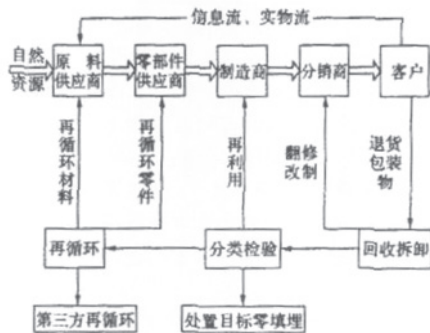 信息流、实物流
自然
资源
原 料
供应商
零部件
供应商
制造商
分销商
客户
再循环材料
再循环零件
再利用
翻修
改制
退货
包装
物
再循环
分类检验
回收拆卸
第三方再循环
处置目标零填埋